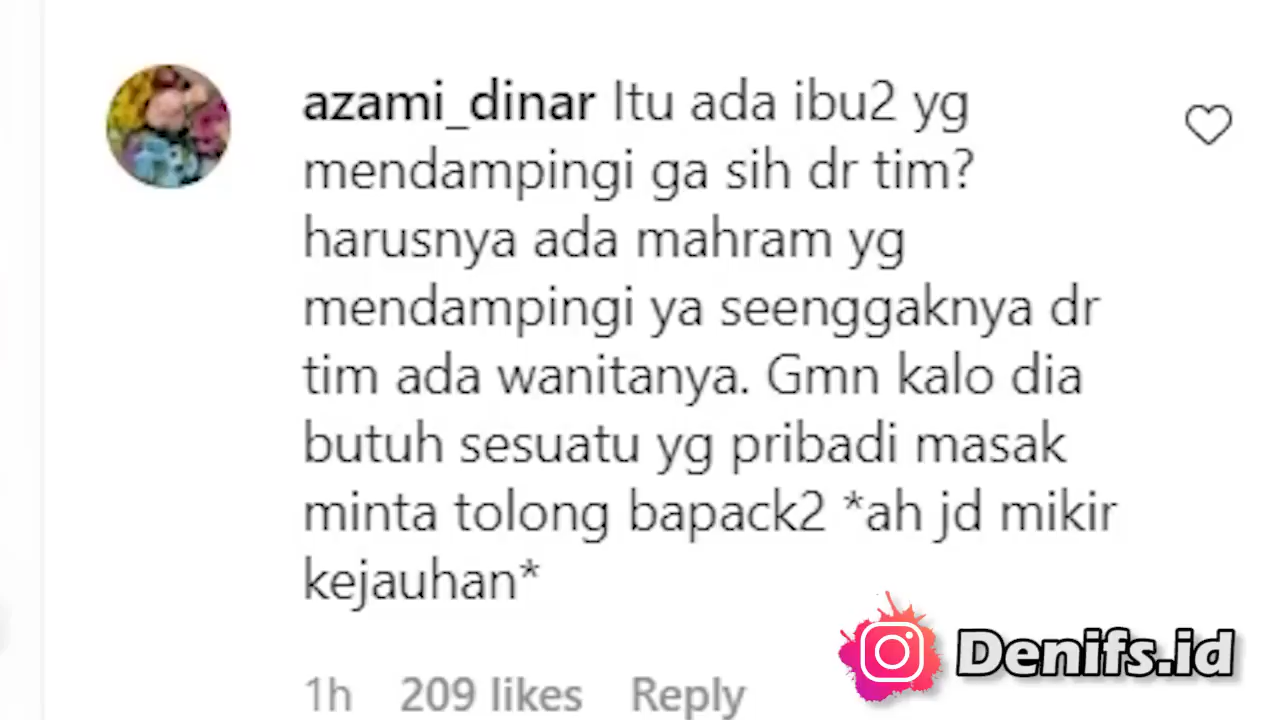 azami_dinar Itu ada ibu2 yg
mendampingi ga sih dr tim?
harusnya ada mahram yg
mendampingi ya seenggaknya dr
tim ada wanitanya. Gmn kalo dia
butuh sesuatu yg pribadi masak
minta tolong bapack2 *ah jd mikir
kejauhan*
Denifs.id
1h 209 likes Reply